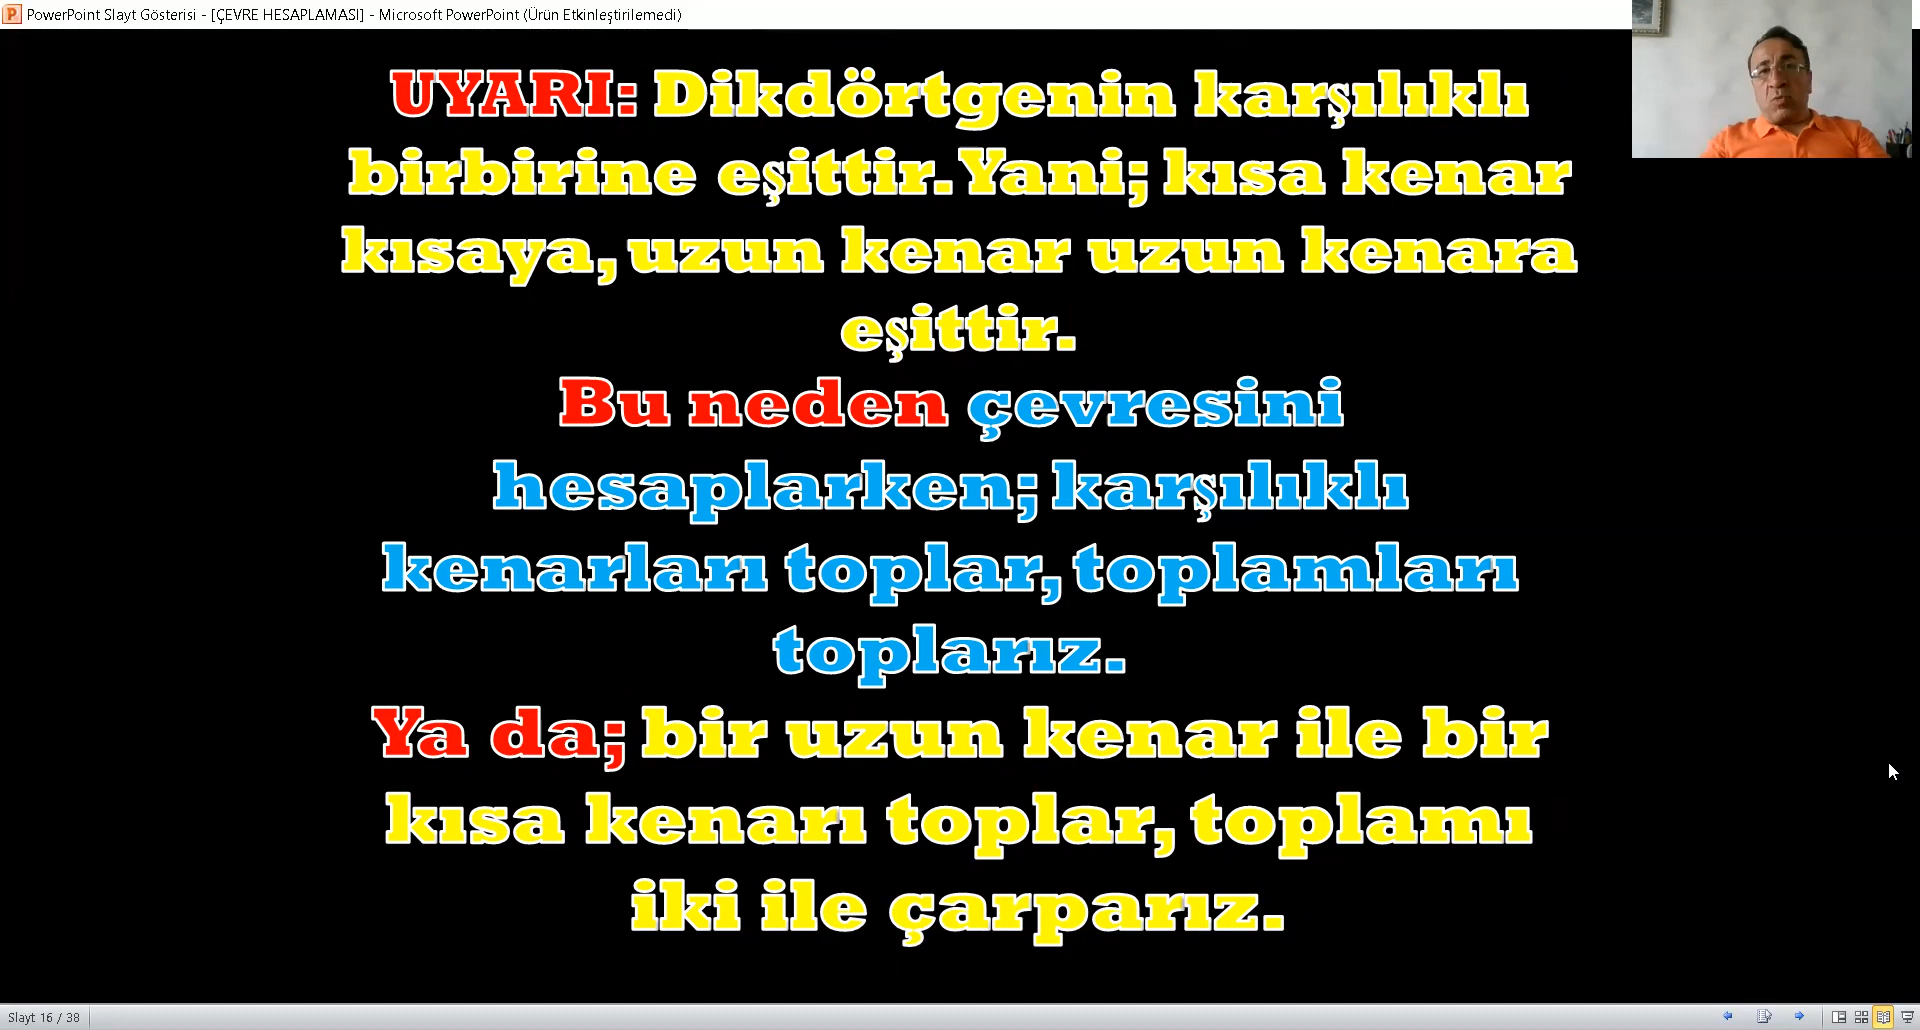 PowerPoint Slayt Gösterisi - [ÇEVRE HESAPLAMASI] - Microsoft PowerPoint (Ürün Etkinleştirilemedi)
UYARI: Dikdörtgenin karşılıklı
birbirine eşittir.Yani; kısa kenar
kısaya,uzun kenar uzun kenara
eşittir.
Bu neden çevresini
hesaplarken; karşılıklı
kenarları toplar,toplamları
toplarız.
Ya da; bir uzun kenar ile bir
kısa kenarı toplar, toplamı
iki ile çarparız.
Slayt 16 / 38